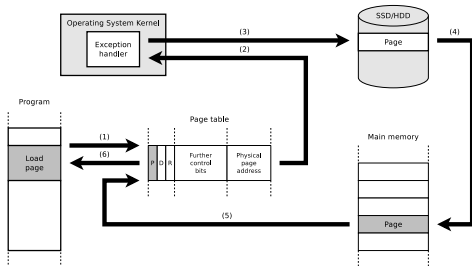 Operating System Kernel
Exception
handler
(3)
(2)
SSD/HDD
Page
(4)
Program
(1)
(6)
Load
page
Page table
P D R
Further
control
bits
Physical
page
address
Main memory
Page
(5)